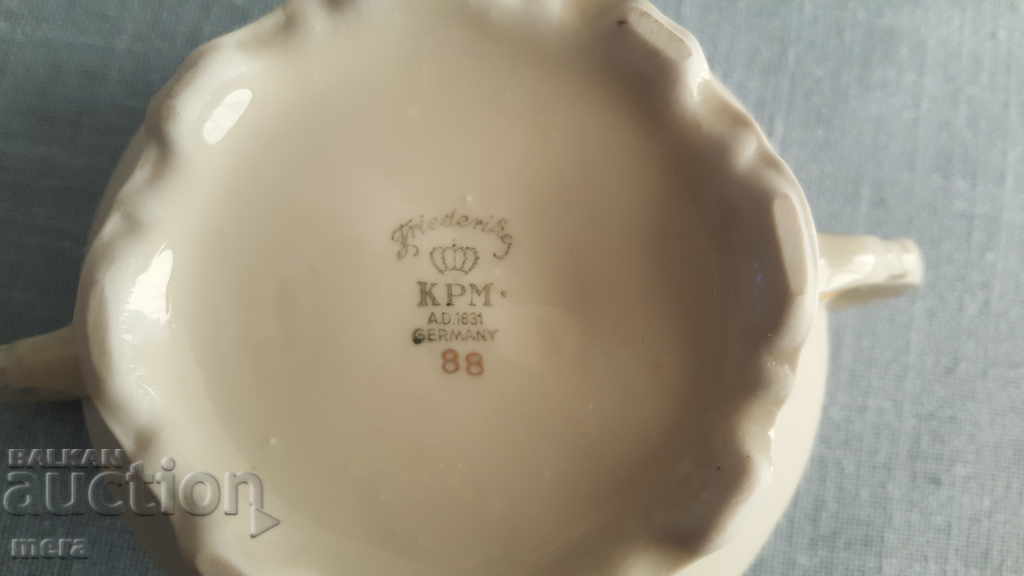 Friederike
KPM
A.D.1831
GERMANY
88
BALKAN
auction
mera